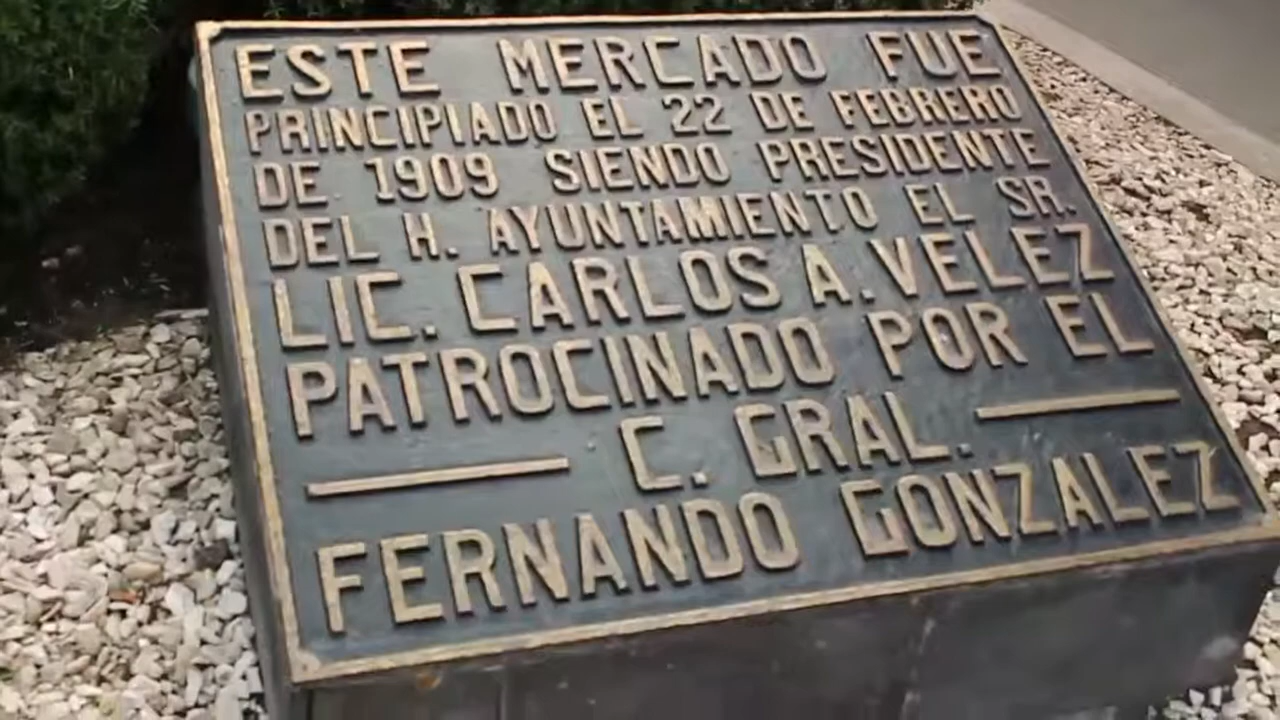 ESTE MERCADO FUE
PRINCIPIADO EL 22 DE FEBRERO
DE 1909 SIENDO PRESIDENTE
DEL H. AYUNTAMIENTO EL SR.
LIC. CARLOS A. VELEZ
PATROCINADO POR EL
C. GRAL.
FERNANDO GONZALEZ